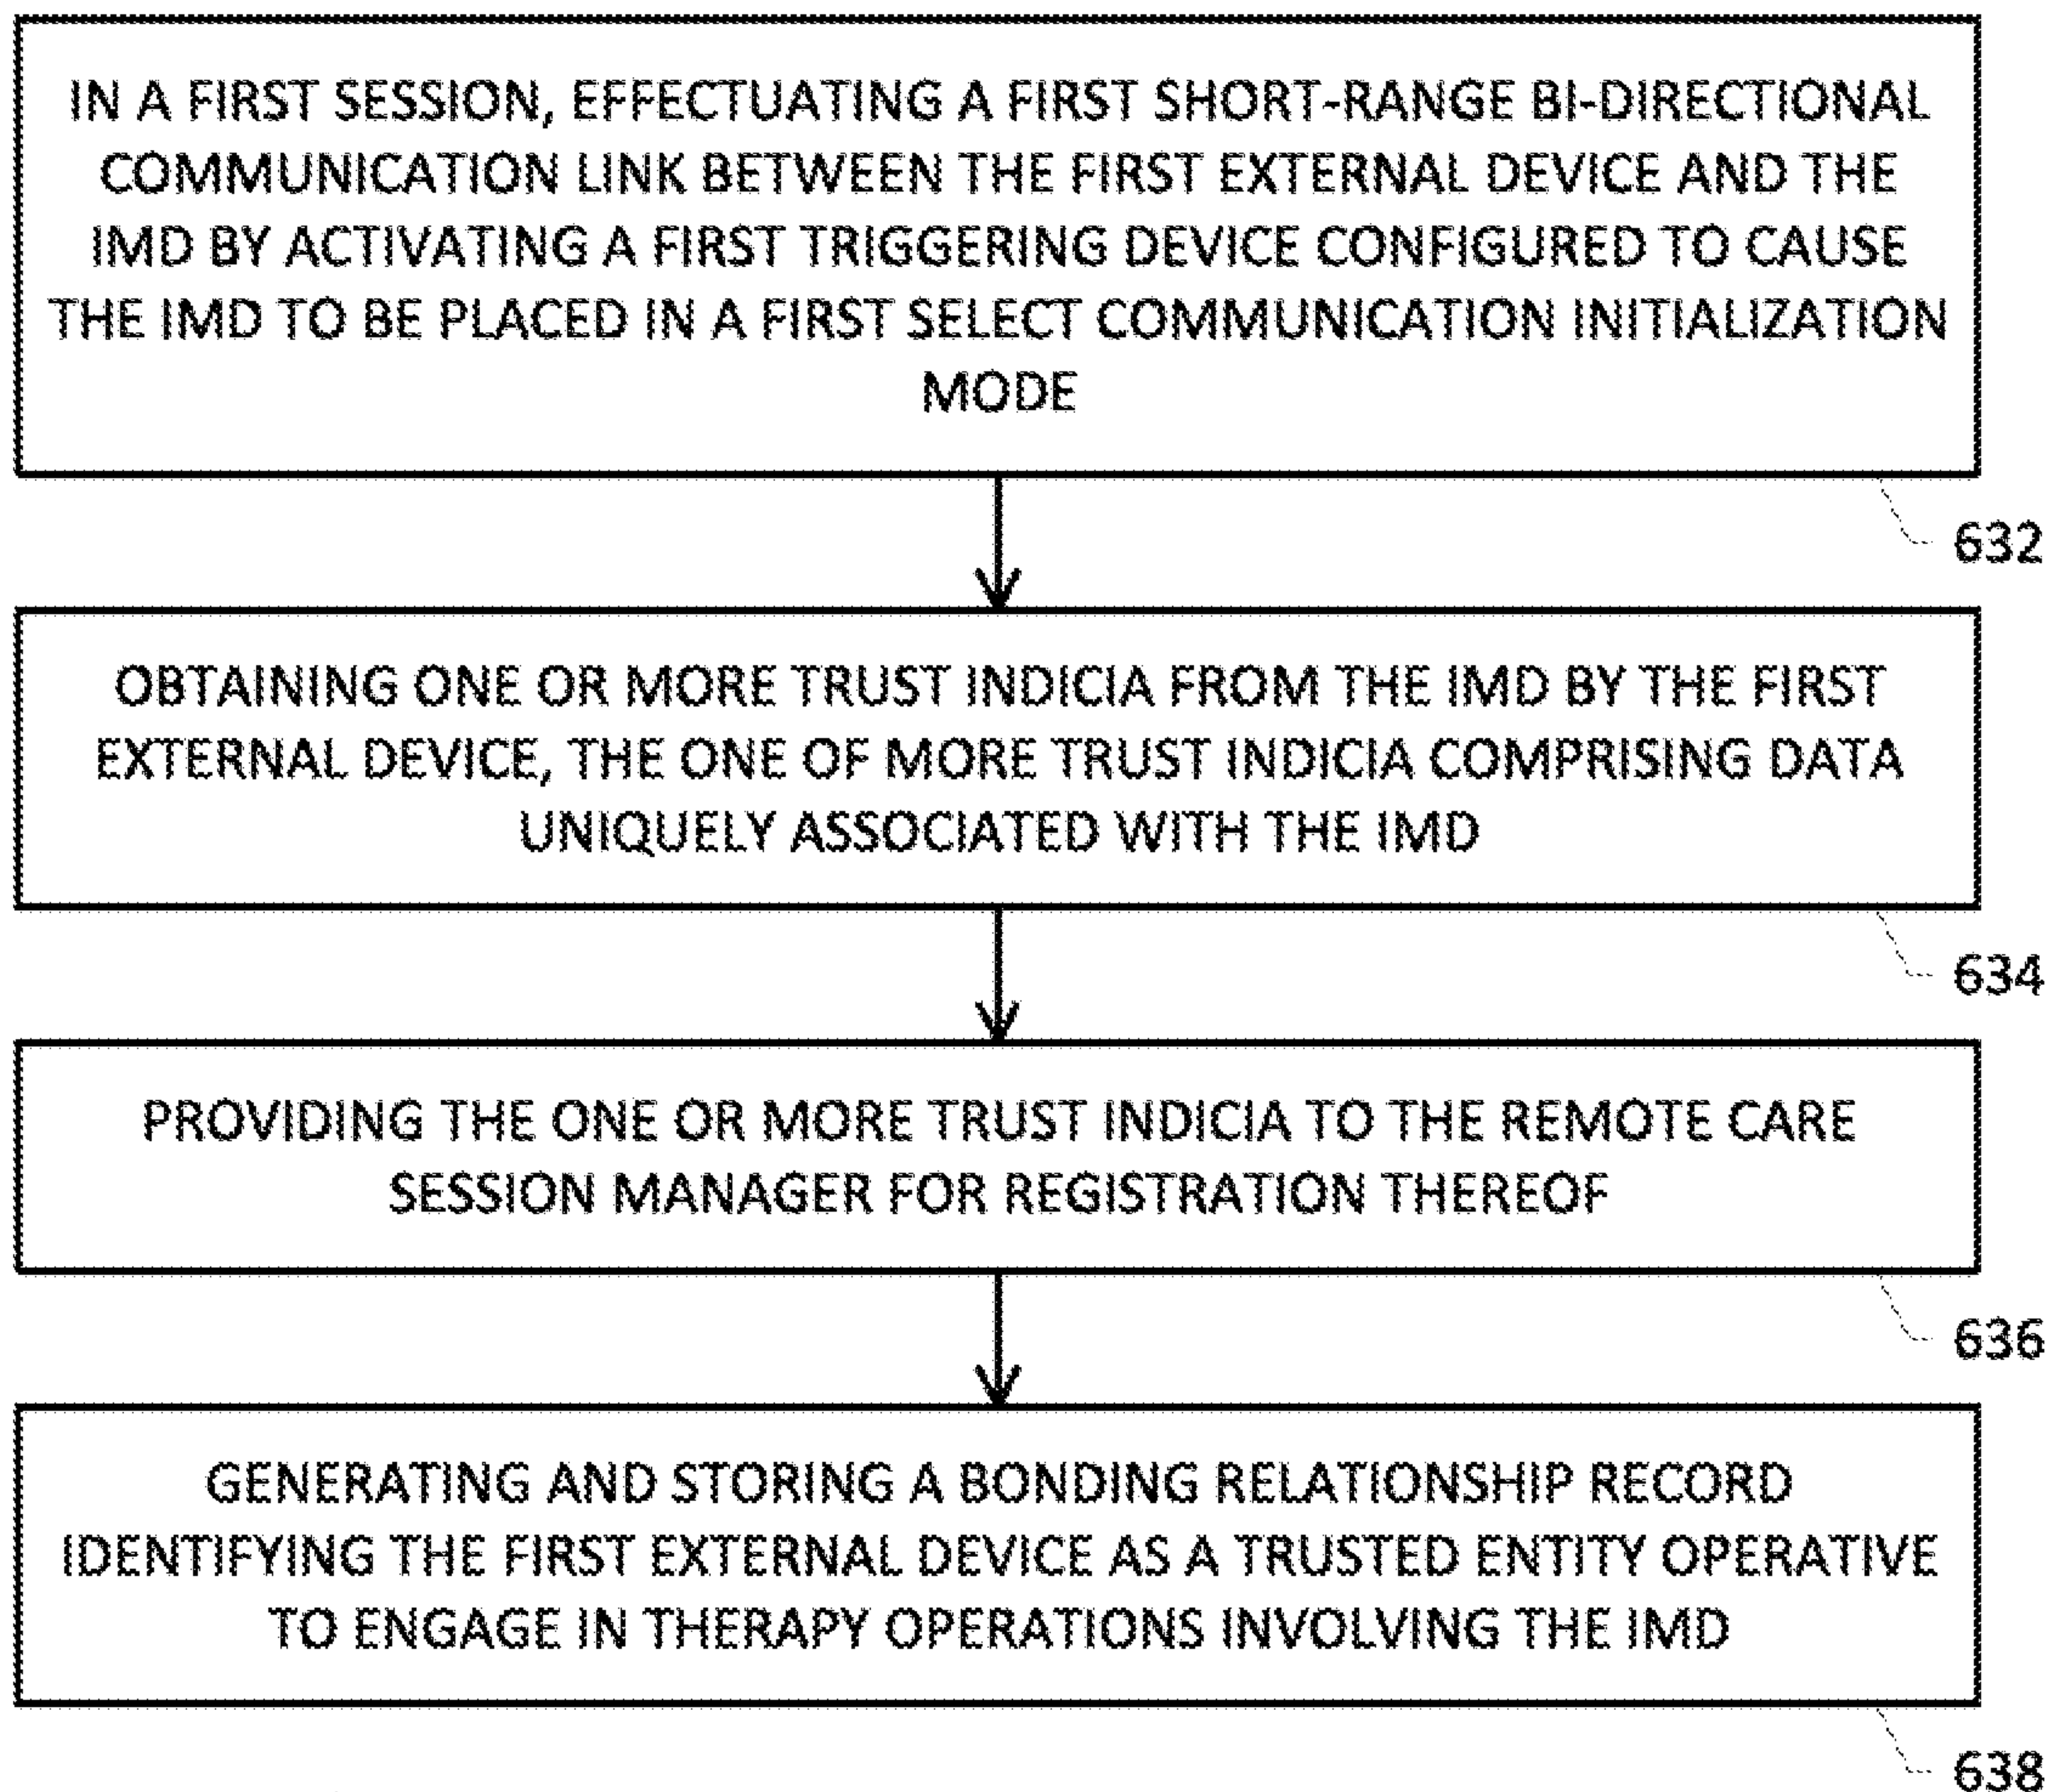 IN A FIRST SESSION, EFFECTUATING A FIRST SHORT-RANGE BI-DIRECTIONAL
COMMUNICATION LINK BETWEEN THE FIRST EXTERNAL DEVICE AND THE
IMD BY ACTIVATING A FIRST TRIGGERING DEVICE CONFIGURED TO CAUSE
THE IMD TO BE PLACED IN A FIRST SELECT COMMUNICATION INITIALIZATION
MODE
632
OBTAINING ONE OR MORE TRUST INDICIA FROM THE IMD BY THE FIRST
EXTERNAL DEVICE, THE ONE OF MORE TRUST INDICIA COMPRISING DATA
UNIQUELY ASSOCIATED WITH THE IMD
634
PROVIDING THE ONE OR MORE TRUST INDICIA TO THE REMOTE CARE
SESSION MANAGER FOR REGISTRATION THEREOF
636
GENERATING AND STORING A BONDING RELATIONSHIP RECORD
IDENTIFYING THE FIRST EXTERNAL DEVICE AS A TRUSTED ENTITY OPERATIVE
TO ENGAGE IN THERAPY OPERATIONS INVOLVING THE IMD
638